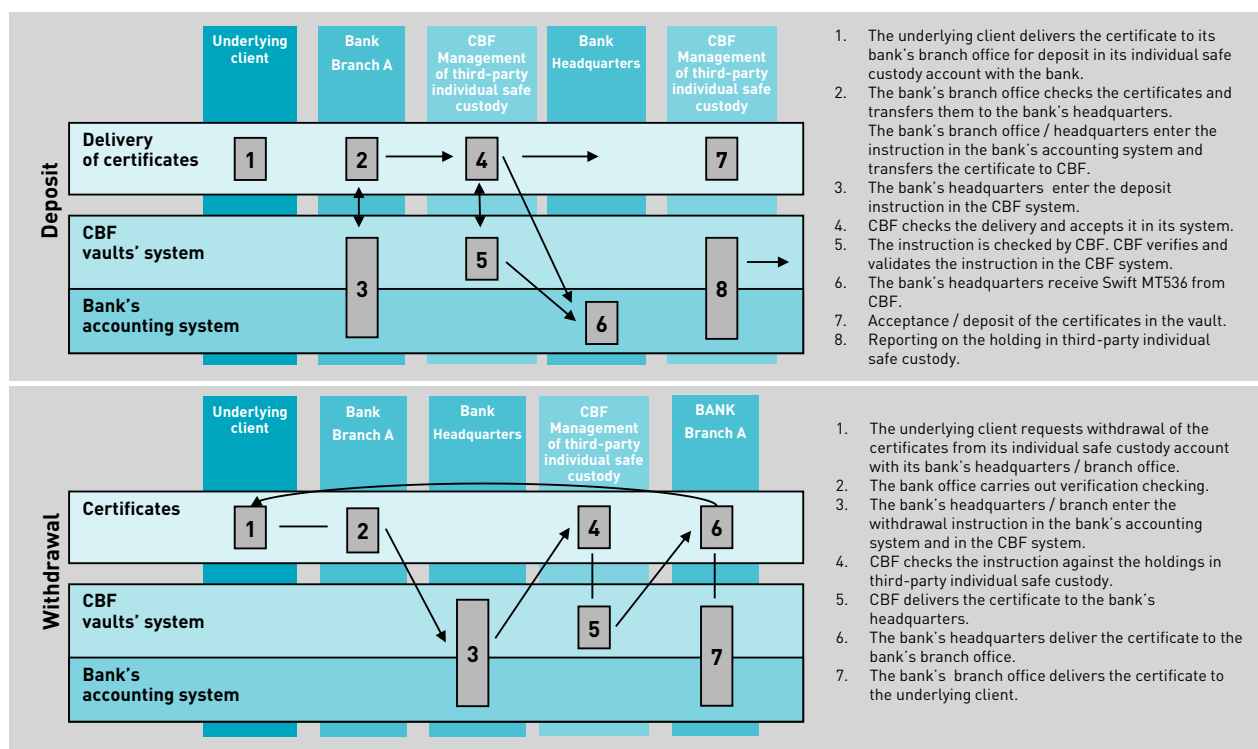 Underlying
client
Bank
Branch A
CBF
Management
of third-party
individual safe
custody
Bank
Headquarters
CBF
Management
of third-party
individual safe
custody
Deposit
Delivery
of certificates
1
2
4
7
CBF
vaults’ system
3
5
8
Bank’s
accounting system
6
1. The underlying client delivers the certificate to its
bank’s branch office for deposit in its individual safe
custody account with the bank.
2. The bank’s branch office checks the certificates and
transfers them to the bank’s headquarters.
The bank’s branch office / headquarters enter the
instruction in the bank’s accounting system and
transfers the certificate to CBF.
3. The bank’s headquarters enter the deposit
instruction in the CBF system.
4. CBF checks the delivery and accepts it in its system.
5. The instruction is checked by CBF. CBF verifies and
validates the instruction in the CBF system.
6. The bank’s headquarters receive Swift MT536 from
CBF.
7. Acceptance / deposit of the certificates in the vault.
8. Reporting on the holding in third-party individual
safe custody.
Underlying
client
Bank
Branch A
Bank
Headquarters
CBF
Management
of third-party
individual safe
custody
BANK
Branch A
Withdrawal
Certificates
1
2
4
6
CBF
vaults’ system
3
5
7
Bank’s
accounting system
1. The underlying client requests withdrawal of the
certificates from its individual safe custody account
with its bank’s headquarters / branch office.
2. The bank office carries out verification checking.
3. The bank’s headquarters / branch enter the
withdrawal instruction in the bank’s accounting
system and in the CBF system.
4. CBF checks the instruction against the holdings in
third-party individual safe custody.
5. CBF delivers the certificate to the bank’s
headquarters.
6. The bank’s headquarters deliver the certificate to the
bank’s branch office.
7. The bank’s branch office delivers the certificate to
the underlying client.